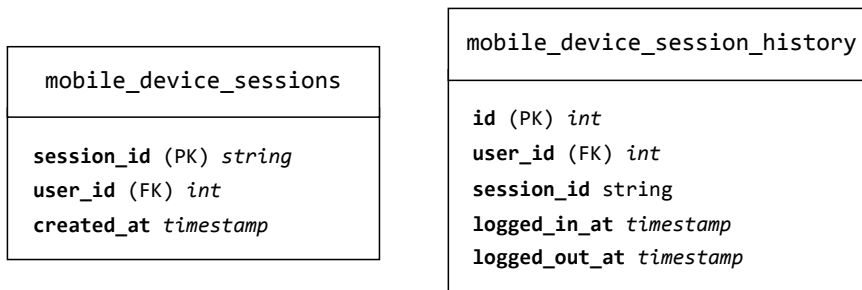 mobile_device_sessions
session_id (PK) string
user_id (FK) int
created_at timestamp
mobile_device_session_history
id (PK) int
user_id (FK) int
session_id string
logged_in_at timestamp
logged_out_at timestamp